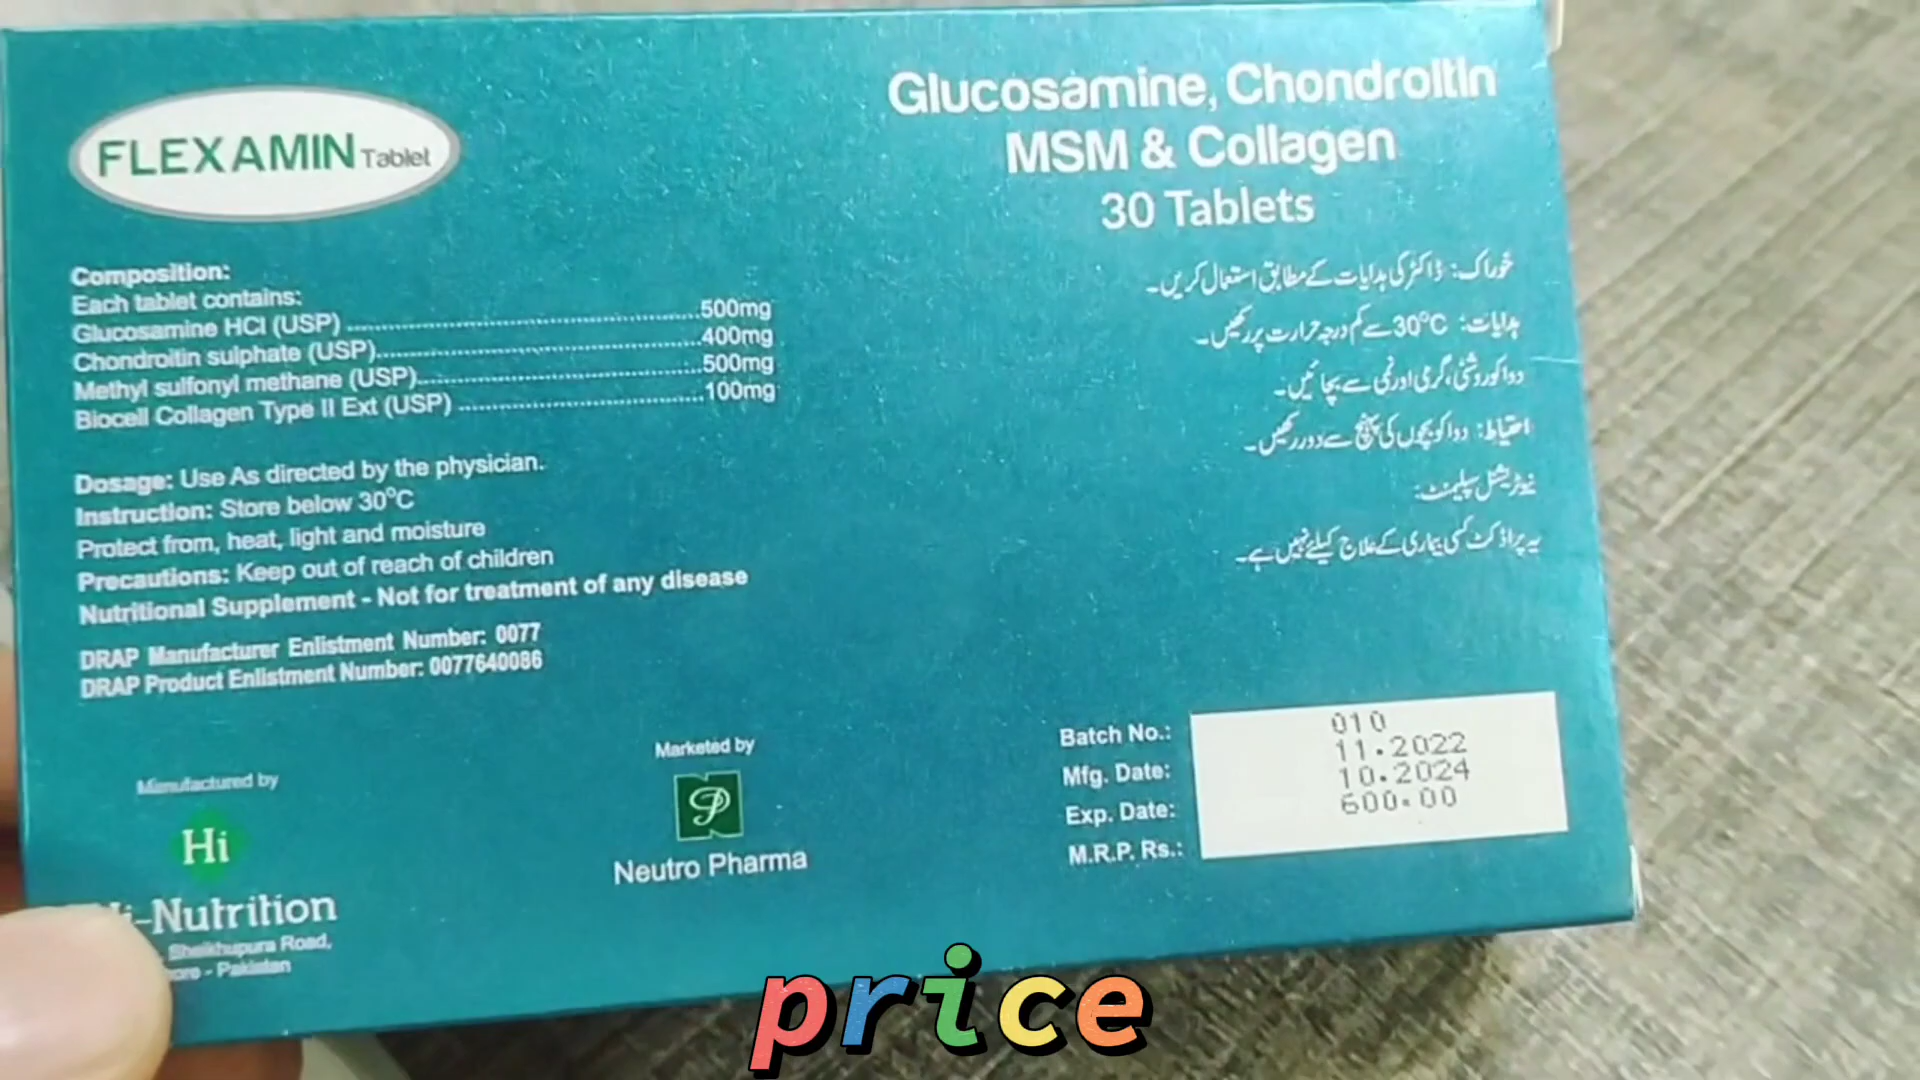 FLEXAMIN Tablet
Glucosamine, Chondroitin
MSM & Collagen
30 Tablets
Composition:
Each tablet contains:
Glucosamine HCl (USP) ........................................500mg
Chondroitin sulphate (USP)....................................400mg
Methyl sulfonyl methane (USP)................................500mg
Biocell Collagen Type II Ext (USP) ............................100mg
Dosage: Use As directed by the physician.
Instruction: Store below 30°C
Protect from, heat, light and moisture
Precautions: Keep out of reach of children
Nutritional Supplement - Not for treatment of any disease
DRAP Manufacturer Enlistment Number: 0077
DRAP Product Enlistment Number: 0077640086
خوراک: ڈاکٹر کی ہدایات کے مطابق استعمال کریں۔
ہدایات: 30°C سے کم درجہ حرارت پر رکھیں۔
دوا کو روشنی، گرمی اور نمی سے بچائیں۔
احتیاط: دوا کو بچوں کی پہنچ سے دور رکھیں۔
نیوٹریشنل سپلیمنٹ:
یہ پراڈکٹ کسی بیماری کے علاج کیلئے نہیں ہے۔
Manufactured by
Hi
-Nutrition
Sheikhupura Road,
- Pakistan
Marketed by
Neutro Pharma
Batch No.: 010
Mfg. Date: 11.2022
Exp. Date: 10.2024
M.R.P. Rs.: 600.00
price